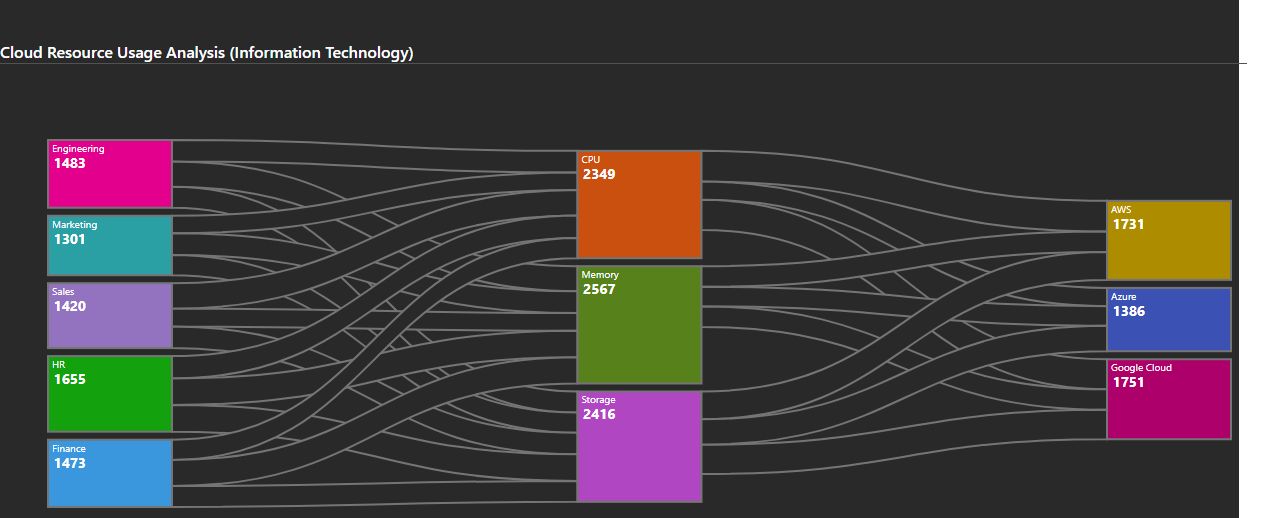 Cloud Resource Usage Analysis (Information Technology)
Engineering
1483
Marketing
1301
Sales
1420
HR
1655
Finance
1473
CPU
2349
Memory
2567
Storage
2416
AWS
1731
Azure
1386
Google Cloud
1751